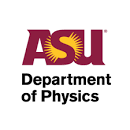 ASU
Department
of Physics